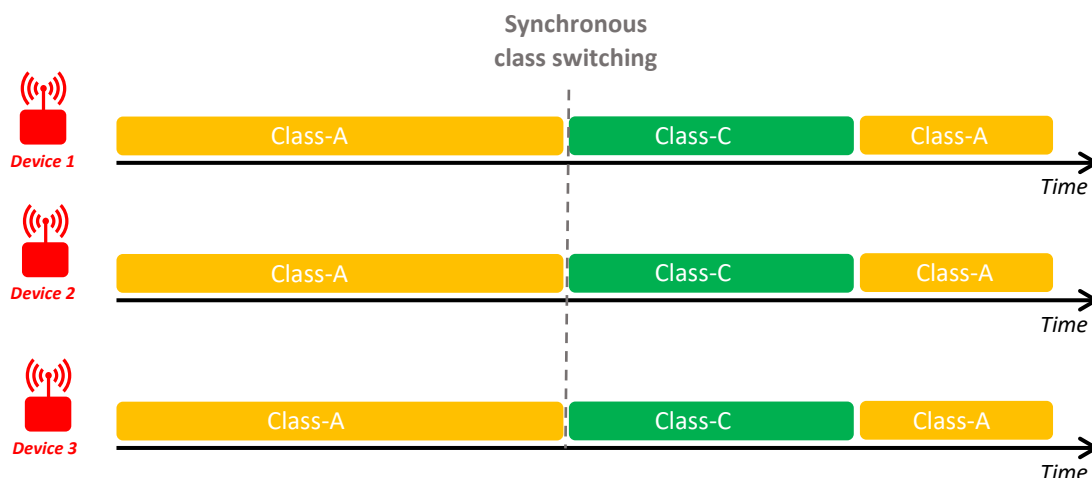 Synchronous
class switching
Class-A
Class-C
Class-A
Device 1
Time
Class-A
Class-C
Class-A
Device 2
Time
Class-A
Class-C
Class-A
Device 3
Time